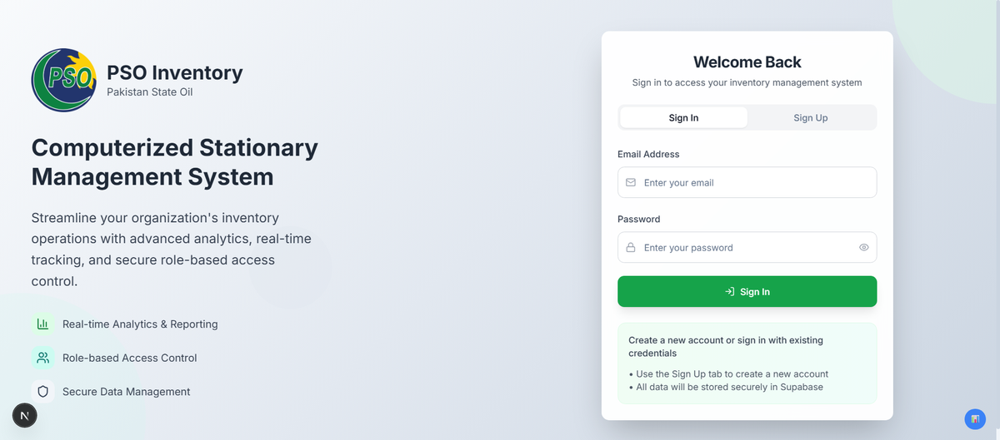 PSO
PSO Inventory
Pakistan State Oil
Computerized Stationary
Management System
Streamline your organization's inventory
operations with advanced analytics, real-time
tracking, and secure role-based access
control.
Real-time Analytics & Reporting
Role-based Access Control
Secure Data Management
N
Welcome Back
Sign in to access your inventory management system
Sign In
Sign Up
Email Address
Enter your email
Password
Enter your password
Sign In
Create a new account or sign in with existing
credentials
• Use the Sign Up tab to create a new account
• All data will be stored securely in Supabase